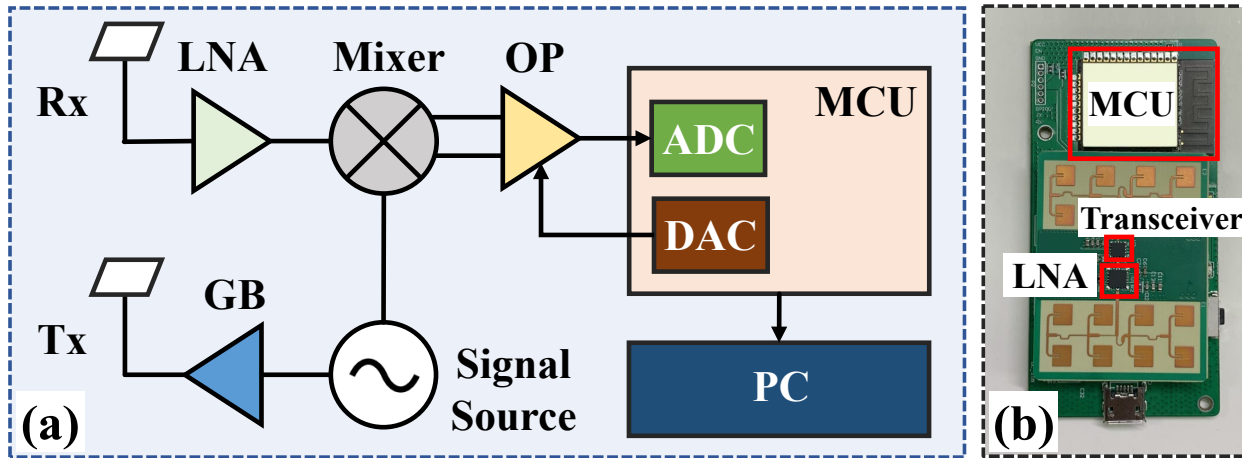 LNA
Mixer
OP
MCU
Rx
ADC
DAC
GB
Tx
Signal
Source
PC
(a)
MCU
Transceiver
LNA
(b)